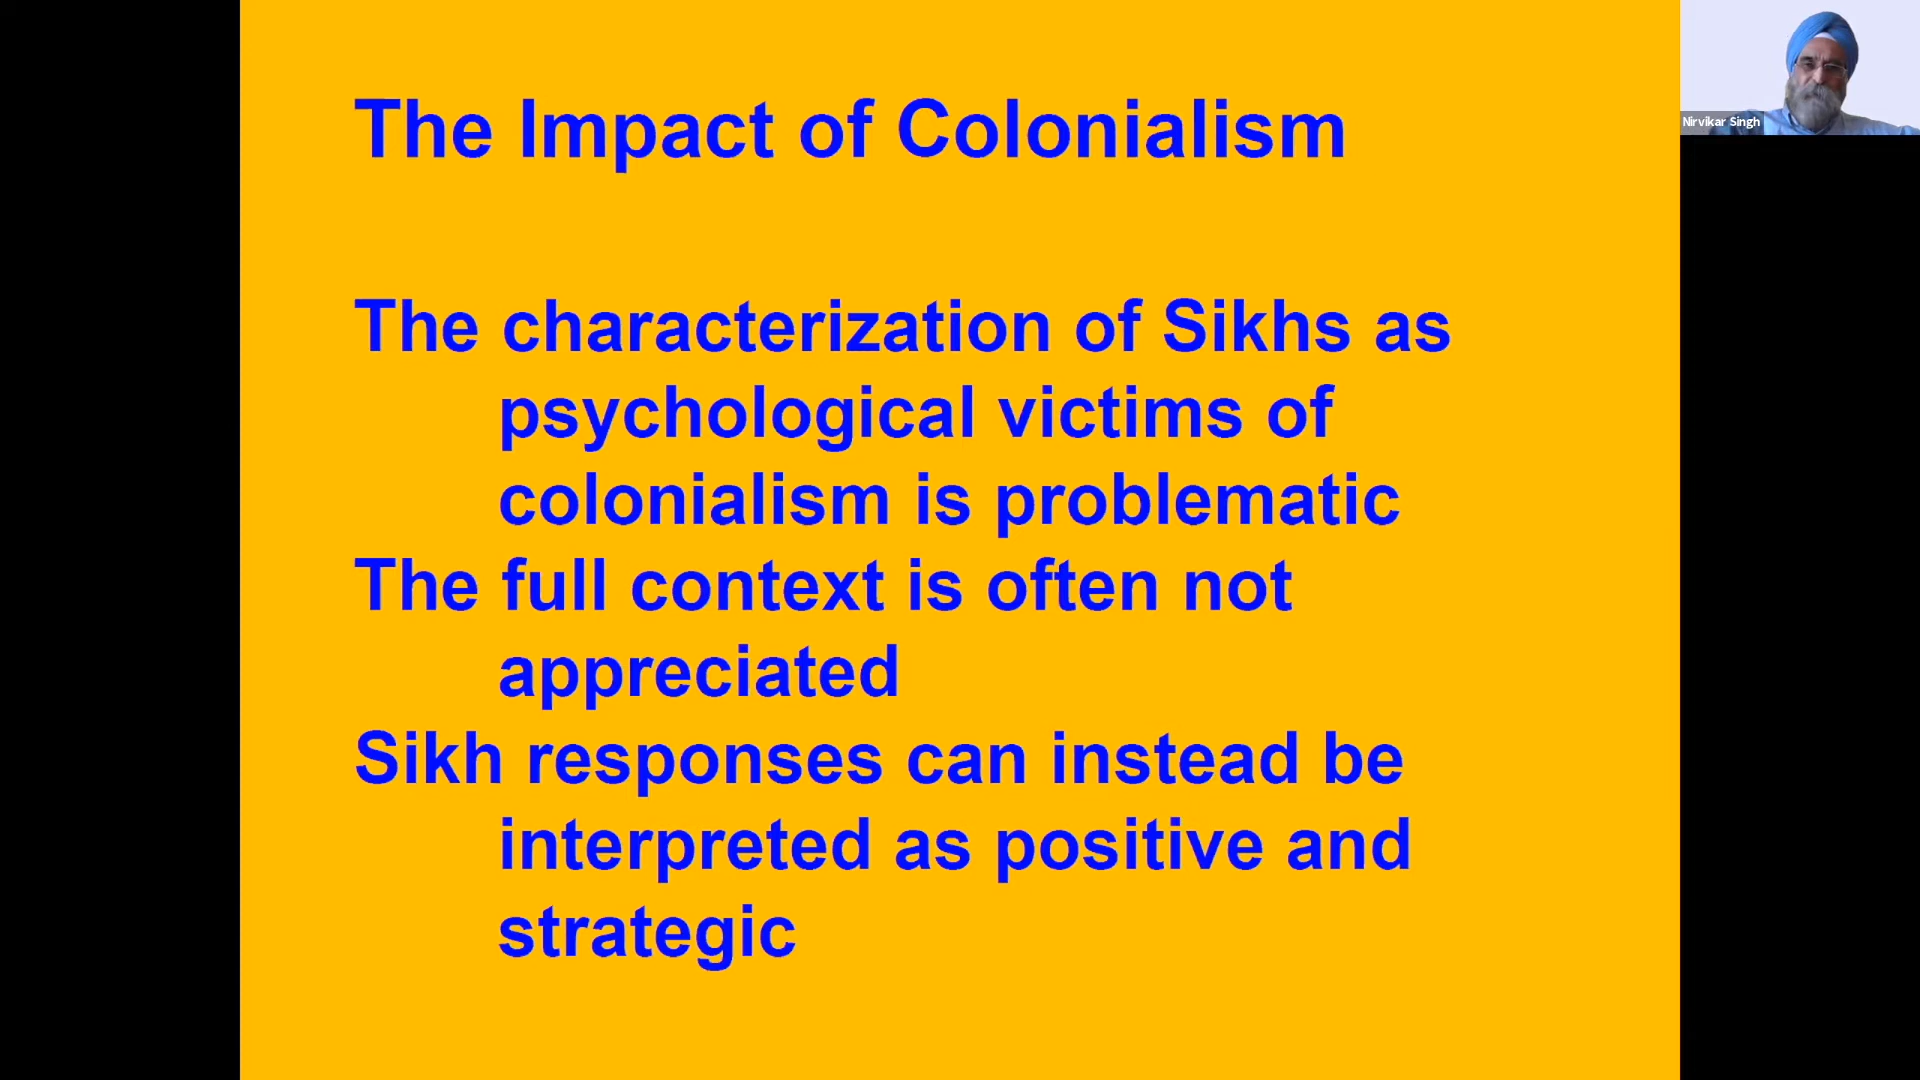 The Impact of Colonialism
The characterization of Sikhs as
psychological victims of
colonialism is problematic
The full context is often not
appreciated
Sikh responses can instead be
interpreted as positive and
strategic
Nirvikar Singh